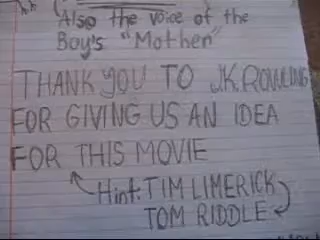 Also the voice of the
Boy's "Mother"
THANK YOU TO J.K. ROWLING
FOR GIVING US AN IDEA
FOR THIS MOVIE
Hint: TIM LIMERICK
TOM RIDDLE